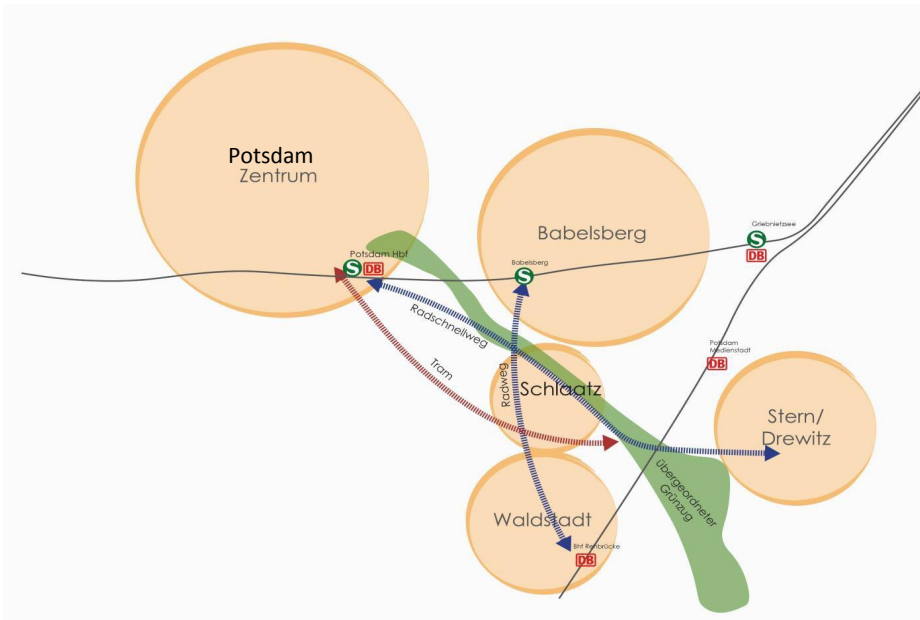 Potsdam
Zentrum
Babelsberg
Griebnietzsee
S
DB
Potsdam Hbf
S
DB
Babelsberg
S
Radschnellweg
Tram
Radweg
Schlaatz
Potsdam
Medienstadt
DB
Stern/
Drewitz
übergeordneter
Grünzug
Waldstadt
Bhf Rehbrücke
DB